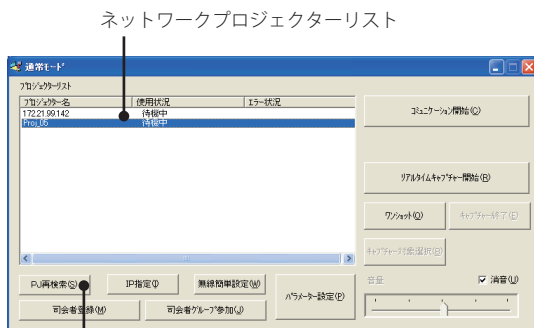 ネットワークプロジェクターリスト
通常モード
プロジェクターリスト
プロジェクター名 使用状況 エラー状況
172.21.99.142 待機中
Proj_05 待機中
コミュニケーション開始(C)
リアルタイムキャプチャー開始(R)
ワンショット(O) キャプチャー終了(E)
キャプチャー対象選択(B)
PJ再検索(S) IP指定(I) 無線簡単設定(W) パラメーター設定(P) 音量 消音(U)
司会者登録(M) 司会者グループ参加(J)